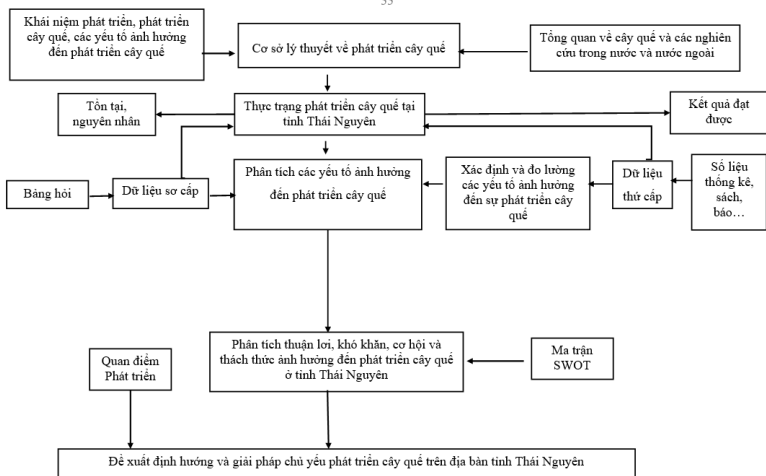 35
Khái niệm phát triển, phát triển
cây quế, các yếu tố ảnh hưởng
đến phát triển cây quế
Cơ sở lý thuyết về phát triển cây quế
Tổng quan về cây quế và các nghiên
cứu trong nước và nước ngoài
Tồn tại,
nguyên nhân
Thực trạng phát triển cây quế tại
tỉnh Thái Nguyên
Kết quả đạt
được
Bảng hỏi
Dữ liệu sơ cấp
Phân tích các yếu tố ảnh hưởng
đến phát triển cây quế
Xác định và đo lường
các yếu tố ảnh hưởng
đến sự phát triển cây
quế
Dữ liệu
thứ cấp
Số liệu
thống kê,
sách,
báo…
Quan điểm
Phát triển
Phân tích thuận lơi, khó khăn, cơ hội và
thách thức ảnh hưởng đến phát triển cây quế
ở tỉnh Thái Nguyên
Ma trận
SWOT
Đề xuất định hướng và giải pháp chủ yếu phát triển cây quế trên địa bàn tỉnh Thái Nguyên